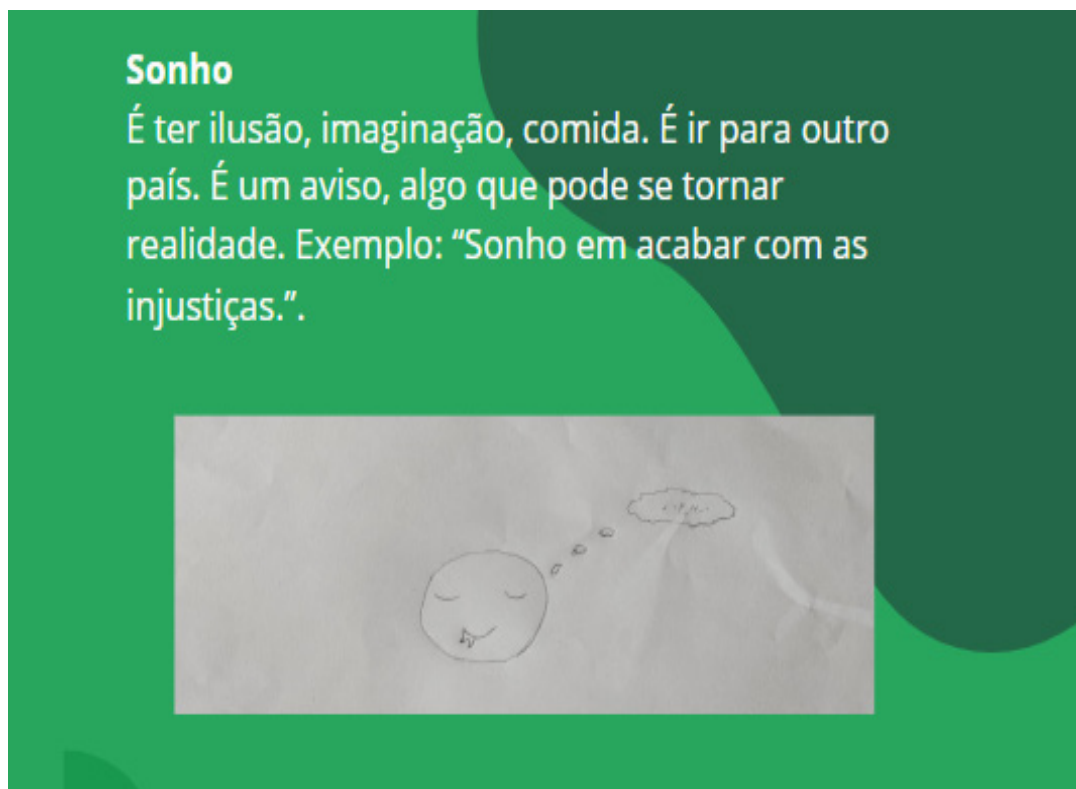 Sonho
É ter ilusão, imaginação, comida. É ir para outro
país. É um aviso, algo que pode se tornar
realidade. Exemplo: “Sonho em acabar com as
injustiças.”.